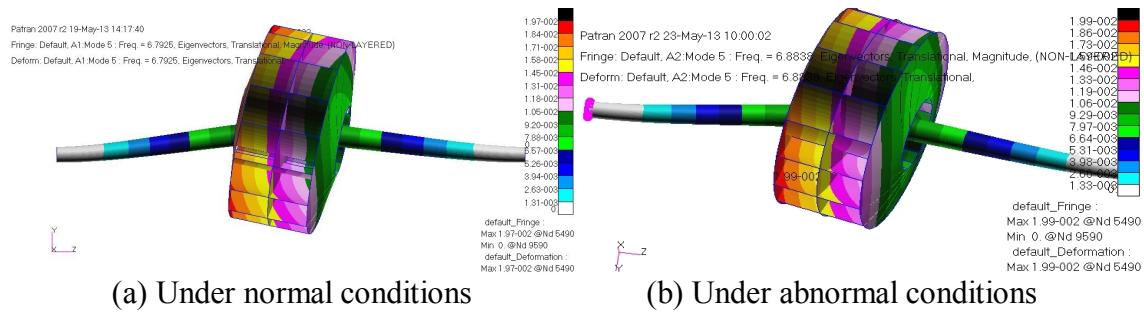 Patran 2007 r2 19-May-13 14:17:40
Fringe: Default, A1:Mode 5 : Freq. = 6.7925, Eigenvectors, Translational, Magnitude, (NON-LAYERED)
Deform: Default, A1:Mode 5 : Freq. = 6.7925, Eigenvectors, Translational,
1.97-002
1.84-002
1.71-002
1.58-002
1.45-002
1.31-002
1.18-002
1.05-002
9.20-003
7.88-003
6.57-003
5.26-003
3.94-003
2.63-003
1.31-003
0
default_Fringe :
Max 1.97-002 @Nd 5490
Min 0. @Nd 9590
default_Deformation :
Max 1.97-002 @Nd 5490
Y
X Z
(a) Under normal conditions
Patran 2007 r2 23-May-13 10:00:02
Fringe: Default, A2:Mode 5 : Freq. = 6.8838, Eigenvectors, Translational, Magnitude, (NON-LAYERED)
Deform: Default, A2:Mode 5 : Freq. = 6.8838, Eigenvectors, Translational,
1.99-002
1.86-002
1.73-002
1.46-002
1.33-002
1.19-002
1.06-002
9.29-003
7.97-003
6.64-003
5.31-003
3.98-003
1.33-003
0
default_Fringe :
Max 1.99-002 @Nd 5490
Min 0. @Nd 9590
default_Deformation :
Max 1.99-002 @Nd 5490
X
Z
Y
(b) Under abnormal conditions